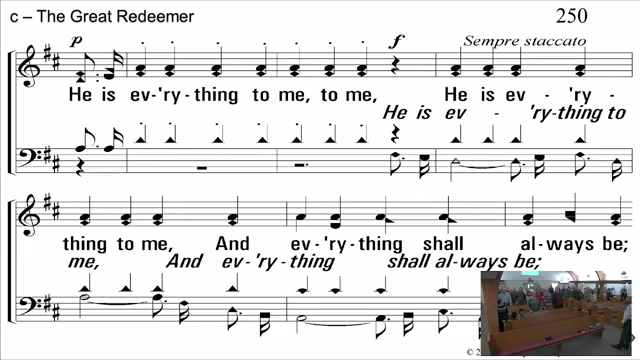 c – The Great Redeemer 250
p f Sempre staccato
He is ev-'ry-thing to me, to me, He is ev - 'ry -
He is ev - 'ry-thing to
thing to me, And ev-'ry-thing shall al-ways be;
me, And ev-'ry-thing shall al-ways be;
© 2